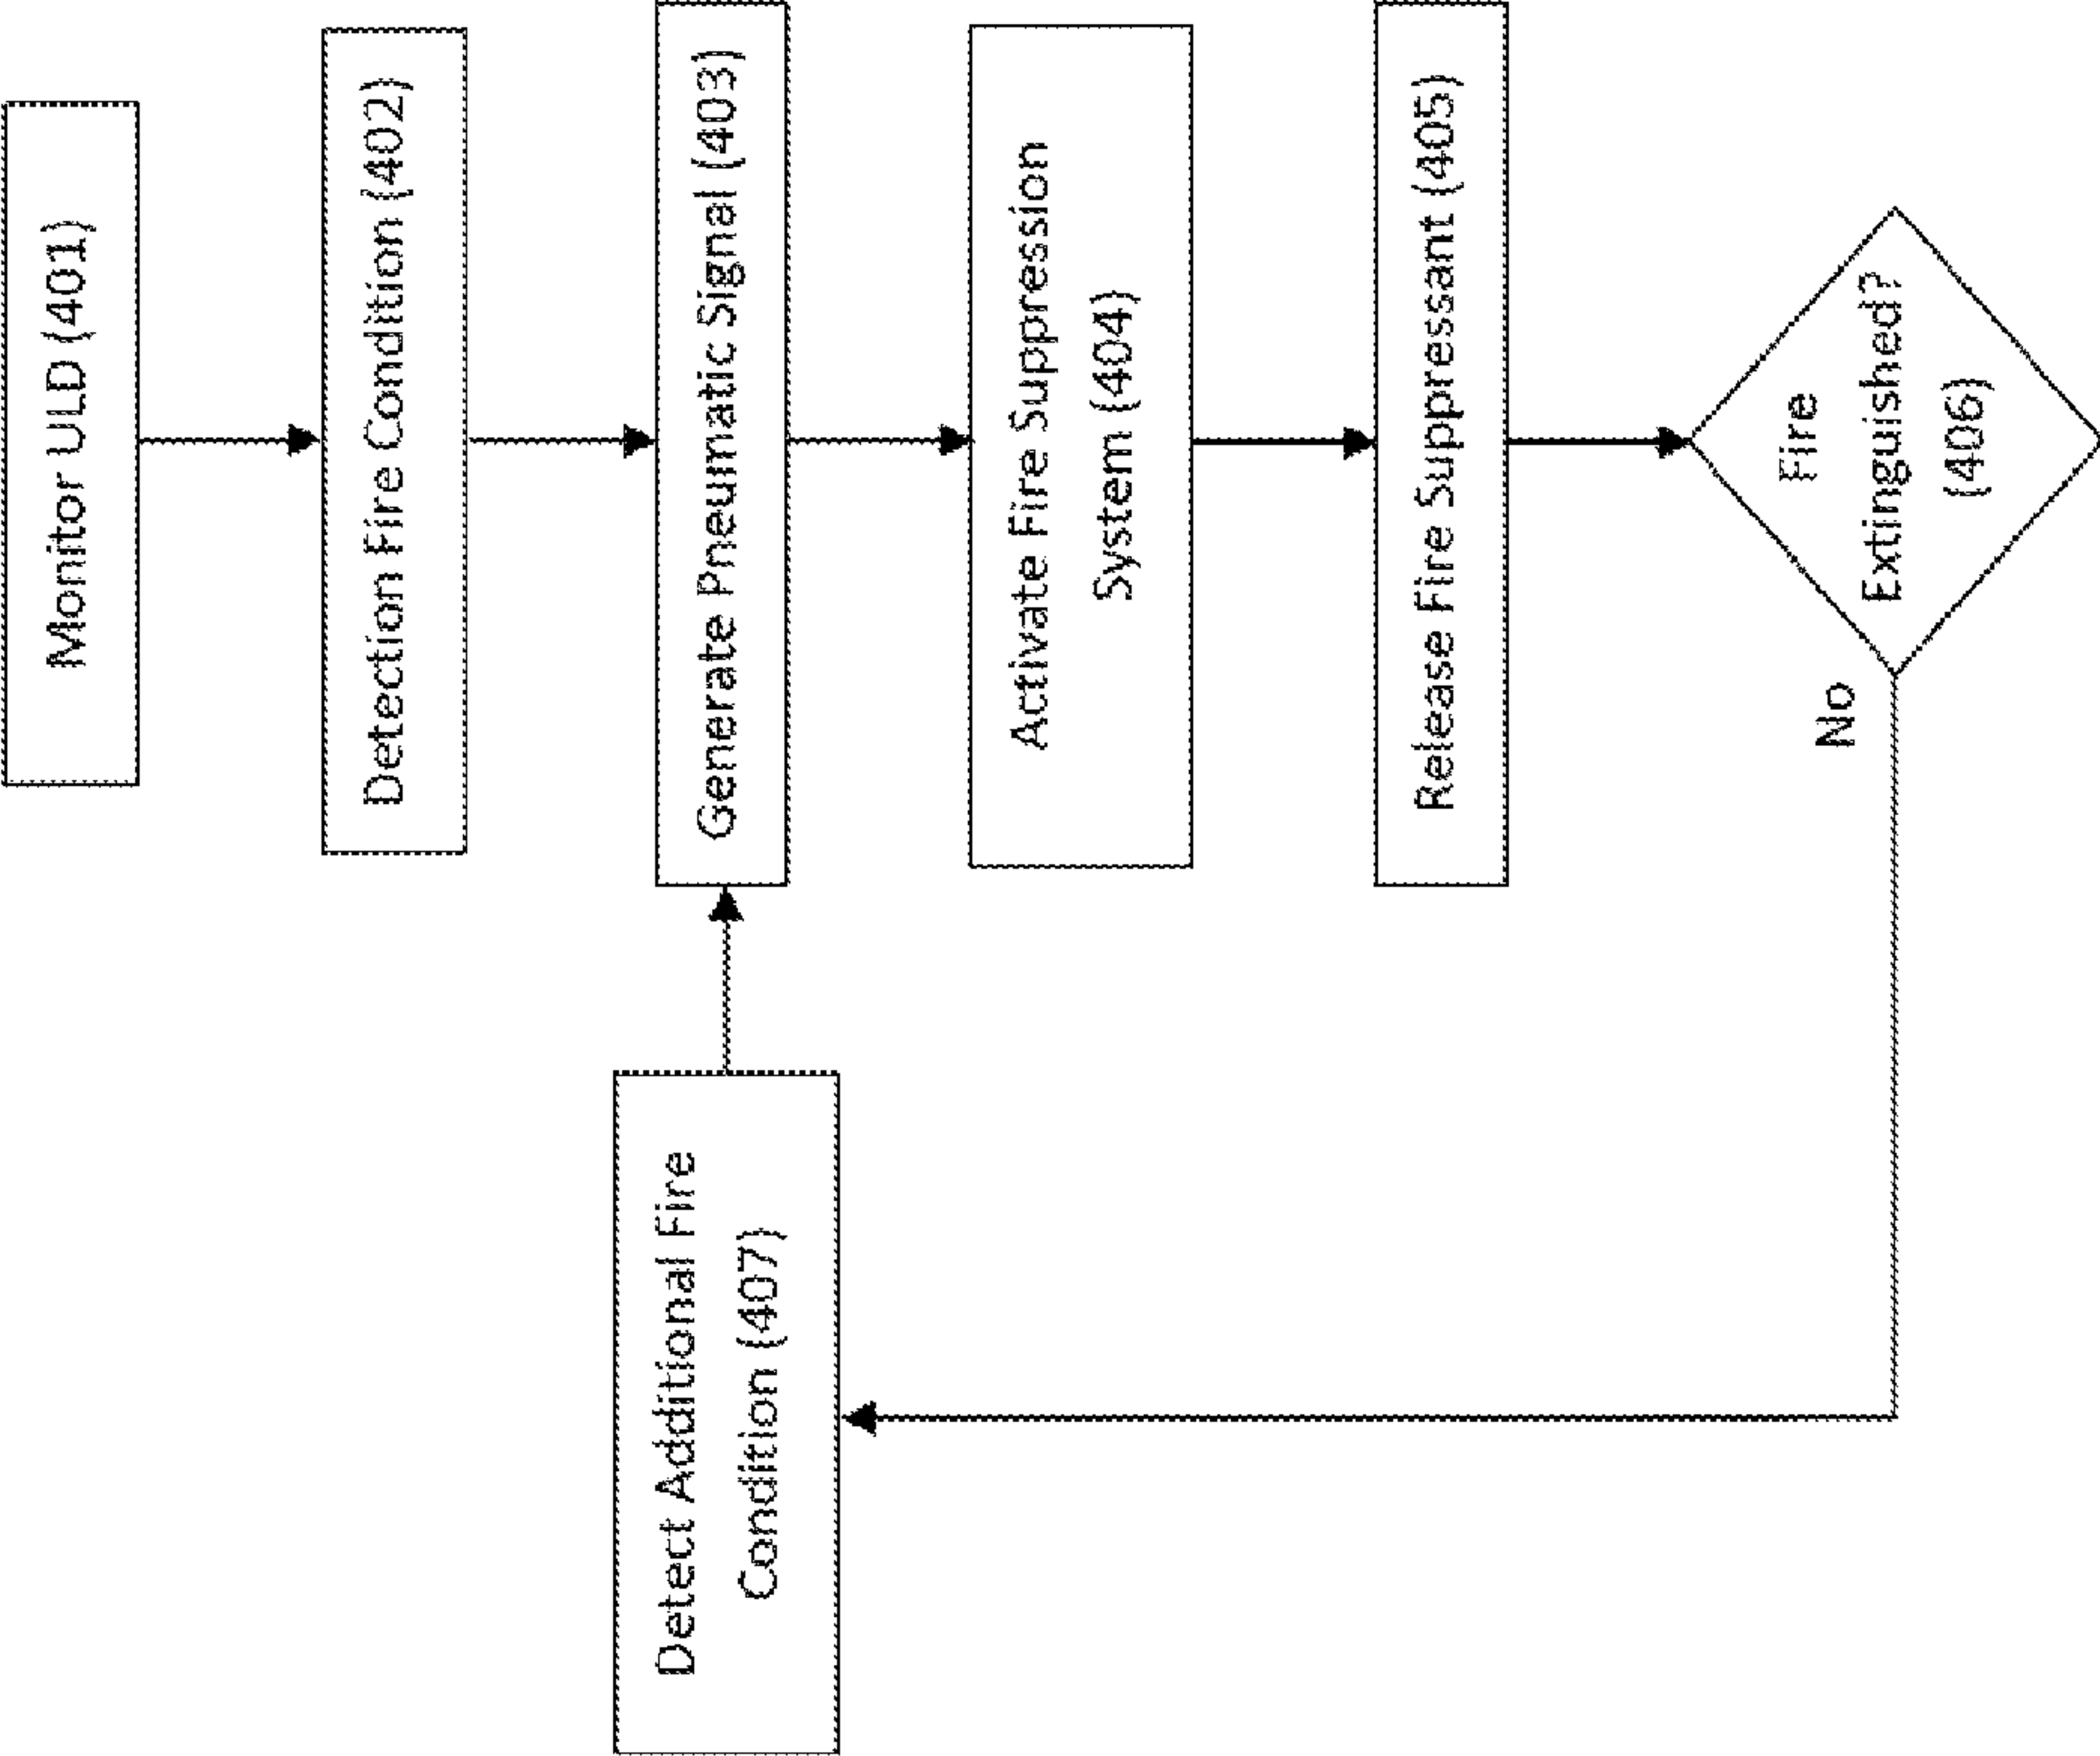 Monitor ULD (401)
Detection Fire Condition (402)
Generate Pneumatic Signal (403)
Activate Fire Suppression
System (404)
Release Fire Suppressant (405)
Fire
Extinguished?
(406)
No
Detect Additional Fire
Condition (407)